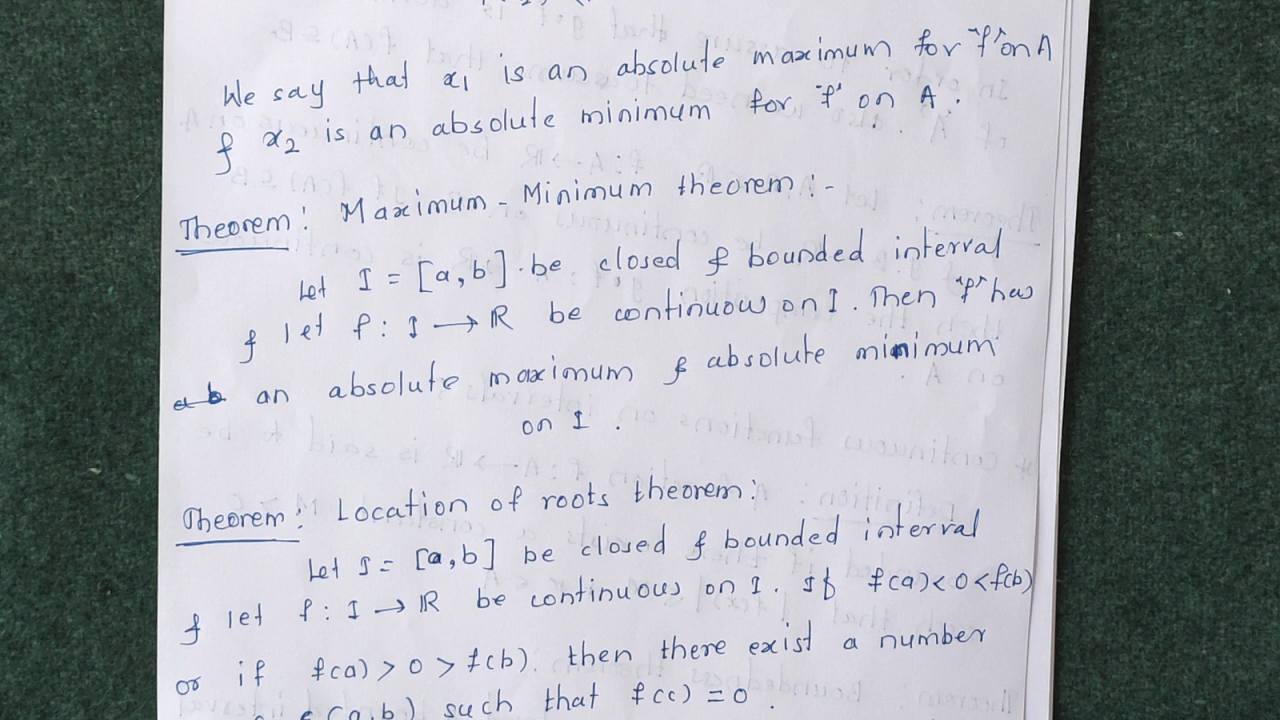 We say that x₁ is an absolute maximum for "f" on A
& x₂ is an absolute minimum for "f" on A.
Theorem: Maximum - Minimum theorem :-
Let I = [a, b] be closed & bounded interval
& let f : I → ℝ be continuous on I. Then "f" has
an absolute maximum & absolute minimum
on I .
Theorem: Location of roots theorem:
Let I = [a, b] be closed & bounded interval
& let f : I → ℝ be continuous on I. If f(a) < 0 < f(b)
or if f(a) > 0 > f(b). then there exist a number
(a,b) such that f(c) = 0.